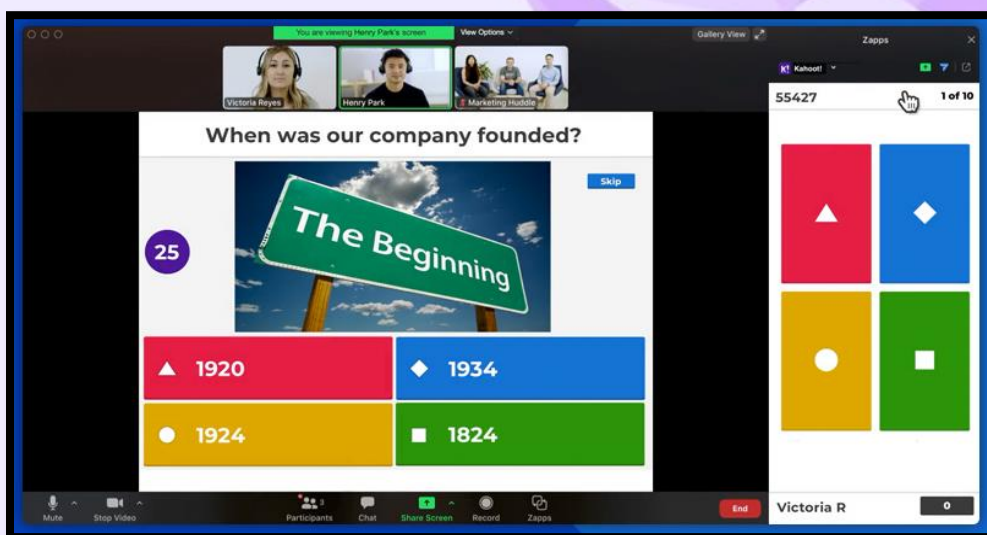 You are viewing Henry Park's screen
View Options
Gallery View
Zapps
Victoria Reyes
Henry Park
Marketing Huddle
K! Kahoot!
55427
1 of 10
When was our company founded?
Skip
25
The Beginning
1920
1934
1924
1824
Mute
Stop Video
Participants
3
Chat
Share Screen
Record
Zapps
End
Victoria R
0